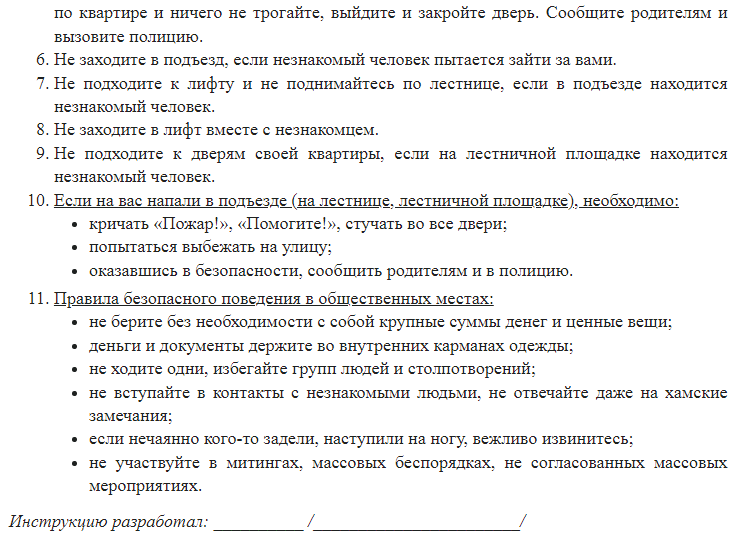 по квартире и ничего не трогайте, выйдите и закройте дверь. Сообщите родителям и
вызовите полицию.
6. Не заходите в подъезд, если незнакомый человек пытается зайти за вами.
7. Не подходите к лифту и не поднимайтесь по лестнице, если в подъезде находится
незнакомый человек.
8. Не заходите в лифт вместе с незнакомцем.
9. Не подходите к дверям своей квартиры, если на лестничной площадке находится
незнакомый человек.
10. Если на вас напали в подъезде (на лестнице, лестничной площадке), необходимо:
• кричать «Пожар!», «Помогите!», стучать во все двери;
• попытаться выбежать на улицу;
• оказавшись в безопасности, сообщить родителям и в полицию.
11. Правила безопасного поведения в общественных местах:
• не берите без необходимости с собой крупные суммы денег и ценные вещи;
• деньги и документы держите во внутренних карманах одежды;
• не ходите одни, избегайте групп людей и столпотворений;
• не вступайте в контакты с незнакомыми людьми, не отвечайте даже на хамские
замечания;
• если нечаянно кого-то задели, наступили на ногу, вежливо извинитесь;
• не участвуйте в митингах, массовых беспорядках, не согласованных массовых
мероприятиях.
Инструкцию разработал: __________ /_______________________/